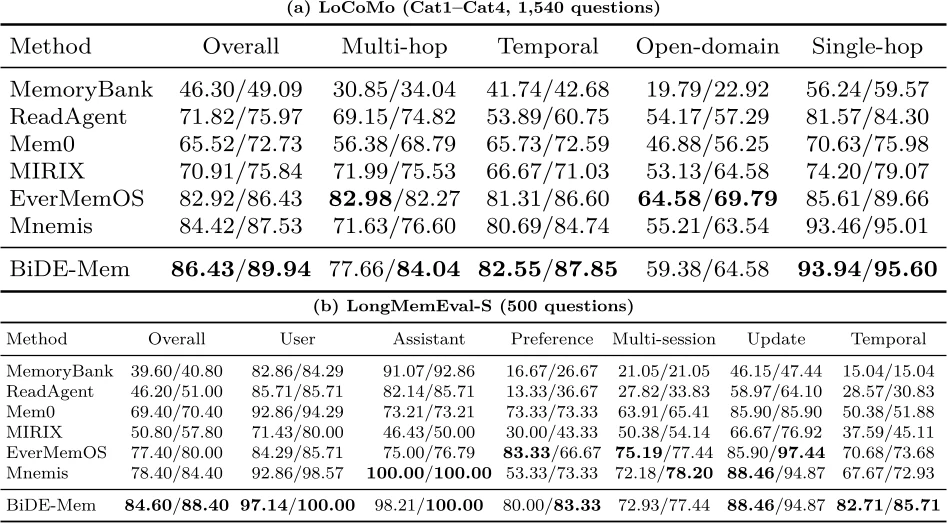 (a) LoCoMo (Cat1–Cat4, 1,540 questions)
Method Overall Multi-hop Temporal Open-domain Single-hop
MemoryBank 46.30/49.09 30.85/34.04 41.74/42.68 19.79/22.92 56.24/59.57
ReadAgent 71.82/75.97 69.15/74.82 53.89/60.75 54.17/57.29 81.57/84.30
Mem0 65.52/72.73 56.38/68.79 65.73/72.59 46.88/56.25 70.63/75.98
MIRIX 70.91/75.84 71.99/75.53 66.67/71.03 53.13/64.58 74.20/79.07
EverMemOS 82.92/86.43 82.98/82.27 81.31/86.60 64.58/69.79 85.61/89.66
Mnemis 84.42/87.53 71.63/76.60 80.69/84.74 55.21/63.54 93.46/95.01
BiDE-Mem 86.43/89.94 77.66/84.04 82.55/87.85 59.38/64.58 93.94/95.60
(b) LongMemEval-S (500 questions)
Method Overall User Assistant Preference Multi-session Update Temporal
MemoryBank 39.60/40.80 82.86/84.29 91.07/92.86 16.67/26.67 21.05/21.05 46.15/47.44 15.04/15.04
ReadAgent 46.20/51.00 85.71/85.71 82.14/85.71 13.33/36.67 27.82/33.83 58.97/64.10 28.57/30.83
Mem0 69.40/70.40 92.86/94.29 73.21/73.21 73.33/73.33 63.91/65.41 85.90/85.90 50.38/51.88
MIRIX 50.80/57.80 71.43/80.00 46.43/50.00 30.00/43.33 50.38/54.14 66.67/76.92 37.59/45.11
EverMemOS 77.40/80.00 84.29/85.71 75.00/76.79 83.33/66.67 75.19/77.44 85.90/97.44 70.68/73.68
Mnemis 78.40/84.40 92.86/98.57 100.00/100.00 53.33/73.33 72.18/78.20 88.46/94.87 67.67/72.93
BiDE-Mem 84.60/88.40 97.14/100.00 98.21/100.00 80.00/83.33 72.93/77.44 88.46/94.87 82.71/85.71